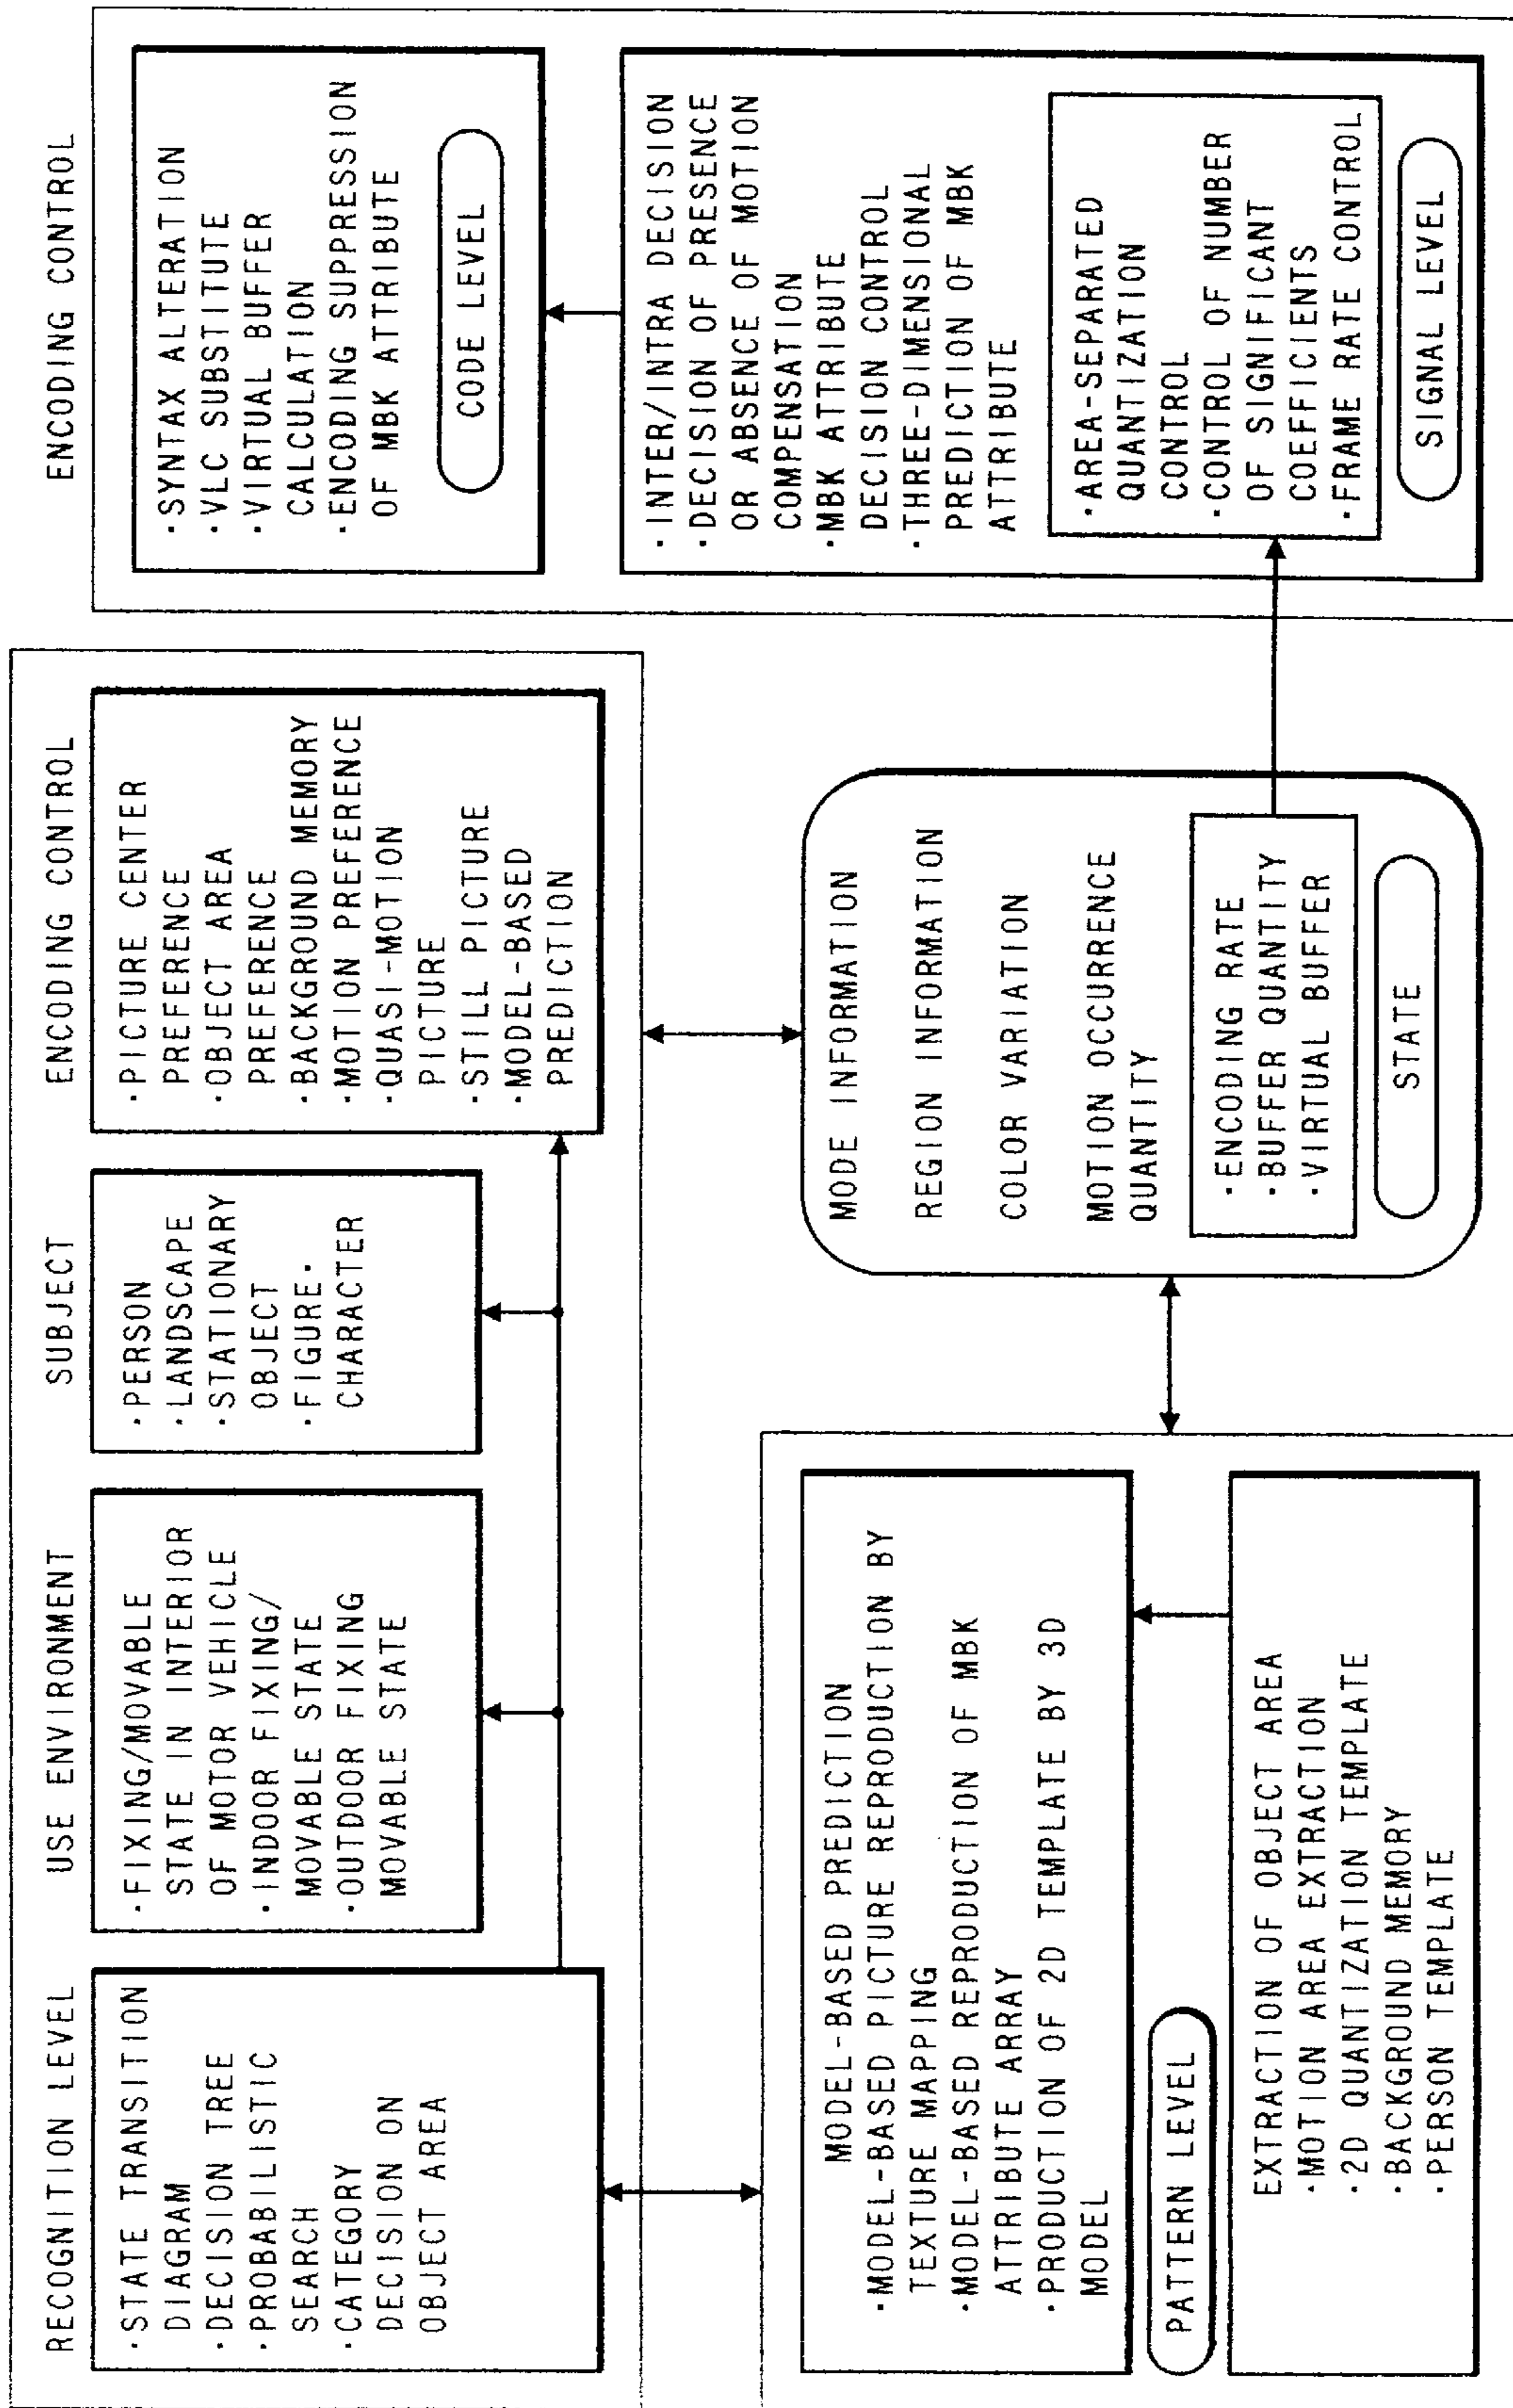 RECOGNITION LEVEL
·STATE TRANSITION
DIAGRAM
·DECISION TREE
·PROBABILISTIC
SEARCH
·CATEGORY
DECISION ON
OBJECT AREA
USE ENVIRONMENT
·FIXING/MOVABLE
STATE IN INTERIOR
OF MOTOR VEHICLE
·INDOOR FIXING/
MOVABLE STATE
·OUTDOOR FIXING
MOVABLE STATE
SUBJECT
·PERSON
·LANDSCAPE
·STATIONARY
OBJECT
·FIGURE·
CHARACTER
ENCODING CONTROL
·PICTURE CENTER
PREFERENCE
·OBJECT AREA
PREFERENCE
·BACKGROUND MEMORY
·MOTION PREFERENCE
·QUASI-MOTION
PICTURE
·STILL PICTURE
·MODEL-BASED
PREDICTION
ENCODING CONTROL
·SYNTAX ALTERATION
·VLC SUBSTITUTE
·VIRTUAL BUFFER
CALCULATION
·ENCODING SUPPRESSION
OF MBK ATTRIBUTE
CODE LEVEL
·INTER/INTRA DECISION
·DECISION OF PRESENCE
OR ABSENCE OF MOTION
COMPENSATION
·MBK ATTRIBUTE
DECISION CONTROL
·THREE-DIMENSIONAL
PREDICTION OF MBK
ATTRIBUTE
·AREA-SEPARATED
QUANTIZATION
CONTROL
·CONTROL OF NUMBER
OF SIGNIFICANT
COEFFICIENTS
·FRAME RATE CONTROL
SIGNAL LEVEL
MODEL-BASED PREDICTION
·MODEL-BASED PICTURE REPRODUCTION BY
TEXTURE MAPPING
·MODEL-BASED REPRODUCTION OF MBK
ATTRIBUTE ARRAY
·PRODUCTION OF 2D TEMPLATE BY 3D
MODEL
PATTERN LEVEL
EXTRACTION OF OBJECT AREA
·MOTION AREA EXTRACTION
·2D QUANTIZATION TEMPLATE
·BACKGROUND MEMORY
·PERSON TEMPLATE
MODE INFORMATION
REGION INFORMATION
COLOR VARIATION
MOTION OCCURRENCE
QUANTITY
·ENCODING RATE
·BUFFER QUANTITY
·VIRTUAL BUFFER
STATE